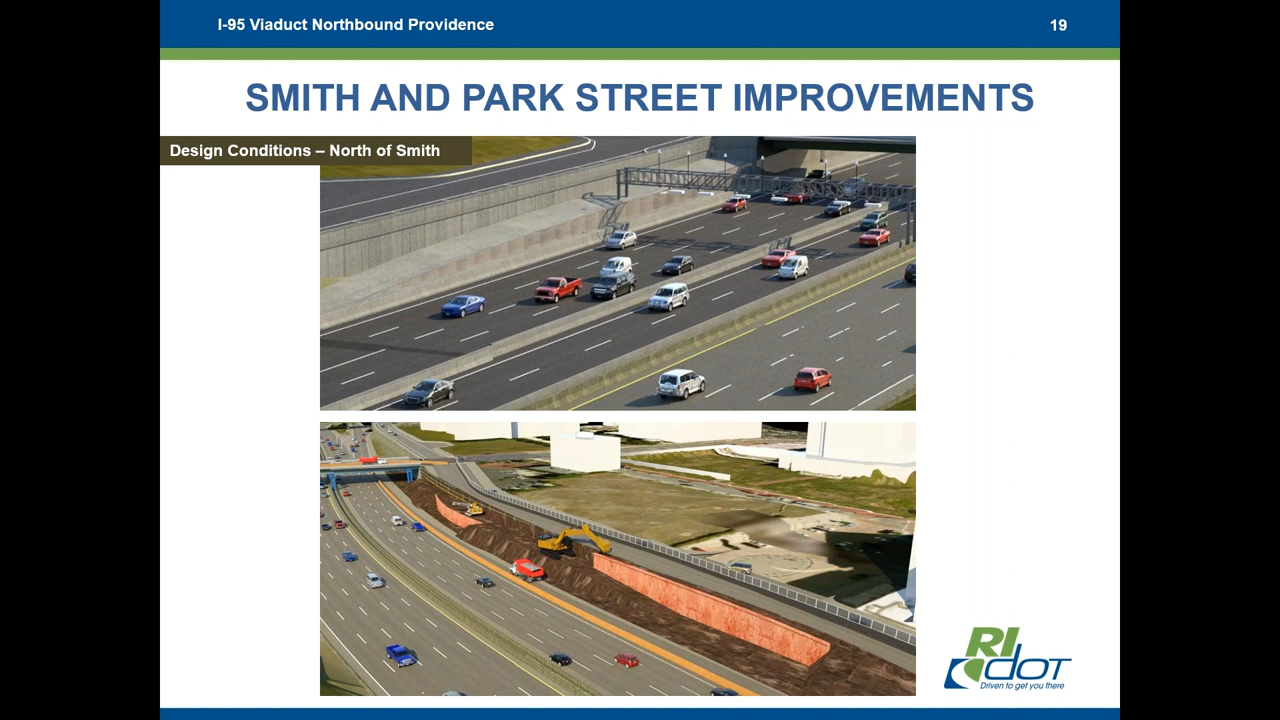 I-95 Viaduct Northbound Providence
19
SMITH AND PARK STREET IMPROVEMENTS
Design Conditions – North of Smith
RI
DOT
Driven to get you there